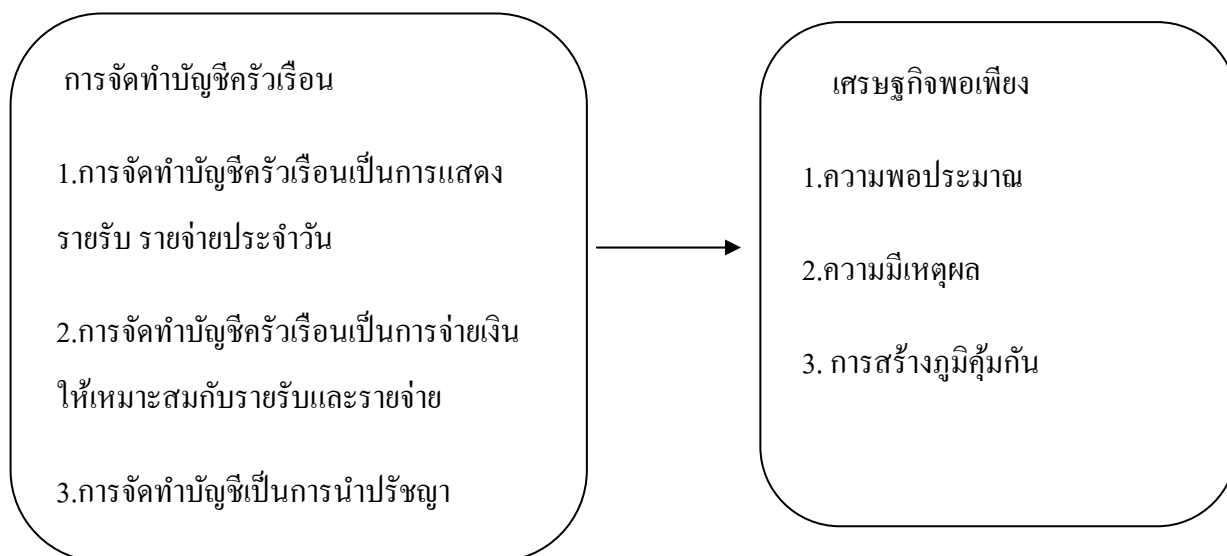 การจัดทำบัญชีครัวเรือน
1.การจัดทำบัญชีครัวเรือนเป็นการแสดง
รายรับ รายจ่ายประจำวัน
2.การจัดทำบัญชีครัวเรือนเป็นการจ่ายเงิน
ให้เหมาะสมกับรายรับและรายจ่าย
3.การจัดทำบัญชีเป็นการนำปรัชญา
เศรษฐกิจพอเพียง
1.ความพอประมาณ
2.ความมีเหตุผล
3. การสร้างภูมิคุ้มกัน